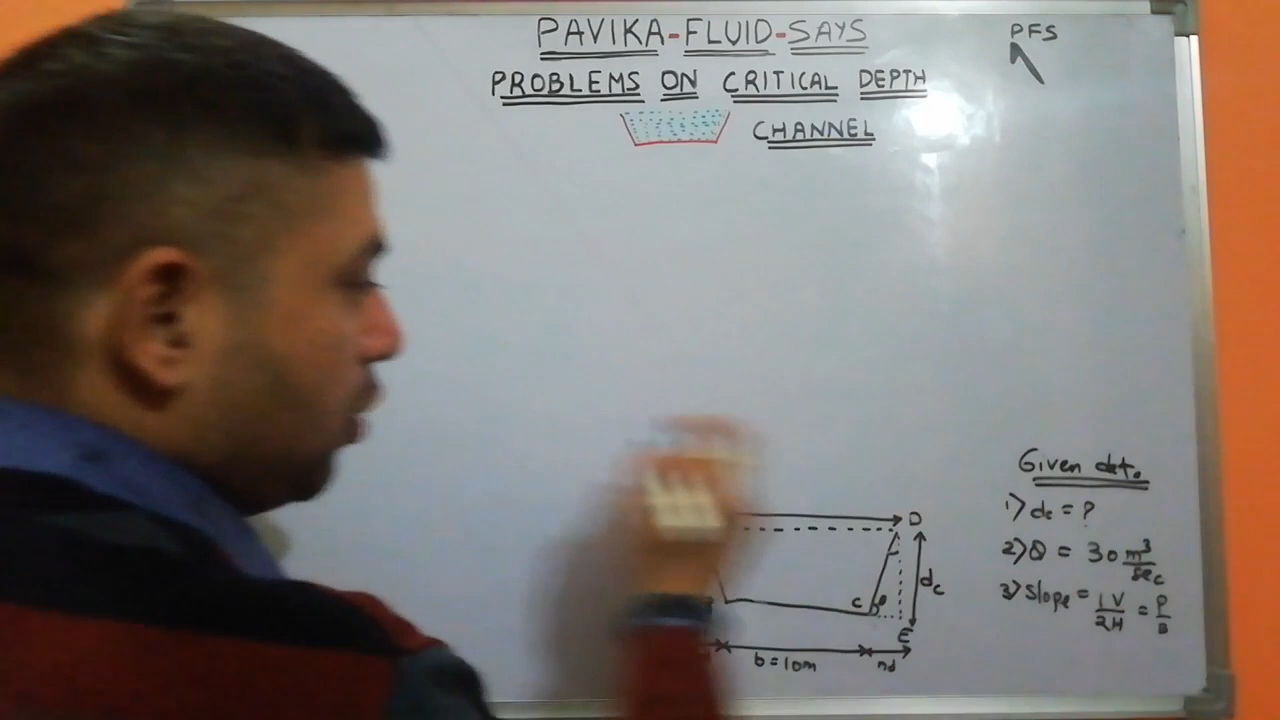 PAVIKA-FLUID-SAYS
PFS
PROBLEMS ON CRITICAL DEPTH
CHANNEL
Given det.
1) dc = ?
2) Q = 30 m³/sec
3) Slope = 1V/2H = P/B
D
dc
C θ
E
b = 10m
nd